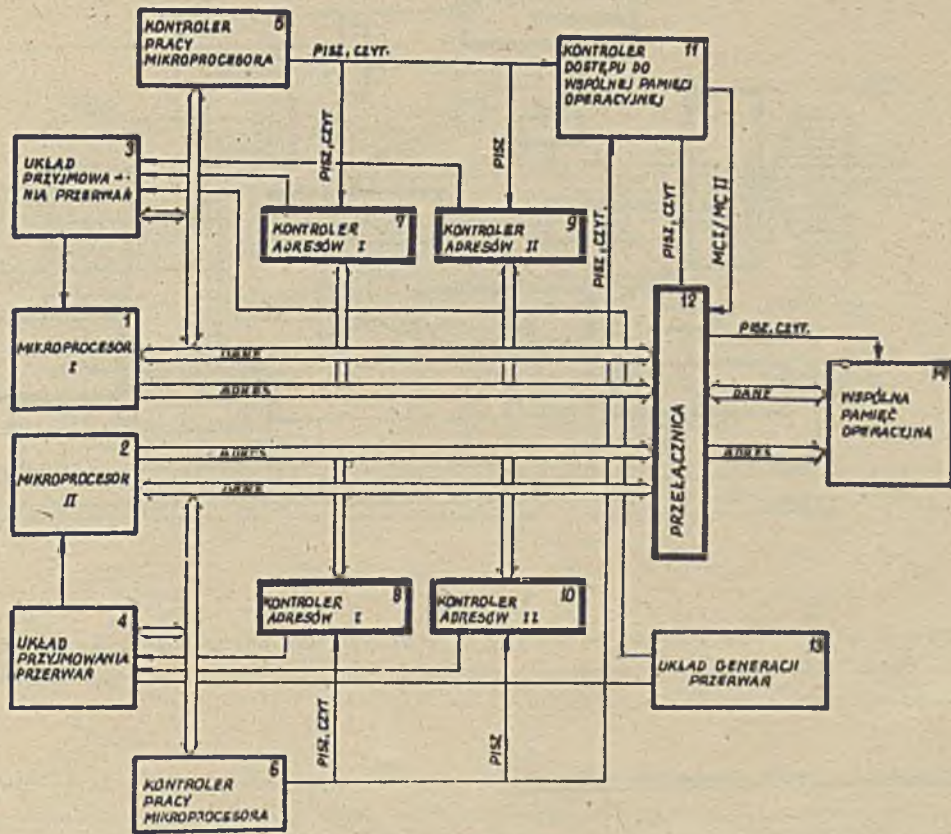 5
KONTROLER
PRACY
MIKROPROCESORA
PISZ, CZYT.
11
KONTROLER
DOSTĘPU DO
WSPÓLNEJ PAMIĘCI
OPERACYJNEJ
3
UKŁAD
PRZYJMOWA-
NIA PRZERWAŃ
PISZ, CZYT
PISZ
7
KONTROLER
ADRESÓW I
9
KONTROLER
ADRESÓW II
PISZ, CZYT.
PISZ, CZYT
MCI/MC II
1
MIKROPROCESOR
I
DANE
ADRES
12
PRZEŁĄCZNICA
PISZ, CZYT.
DANE
ADRES
WSPÓLNA
PAMIĘĆ
OPERACYJNA
2
MIKROPROCESOR
II
ADRES
DANE
8
KONTROLER
ADRESÓW I
10
KONTROLER
ADRESÓW II
4
UKŁAD
PRZYJMOWANIA
PRZERWAŃ
13
UKŁAD GENERACJI
PRZERWAŃ
PISZ, CZYT
PISZ
6
KONTROLER
PRACY
MIKROPROCESORA